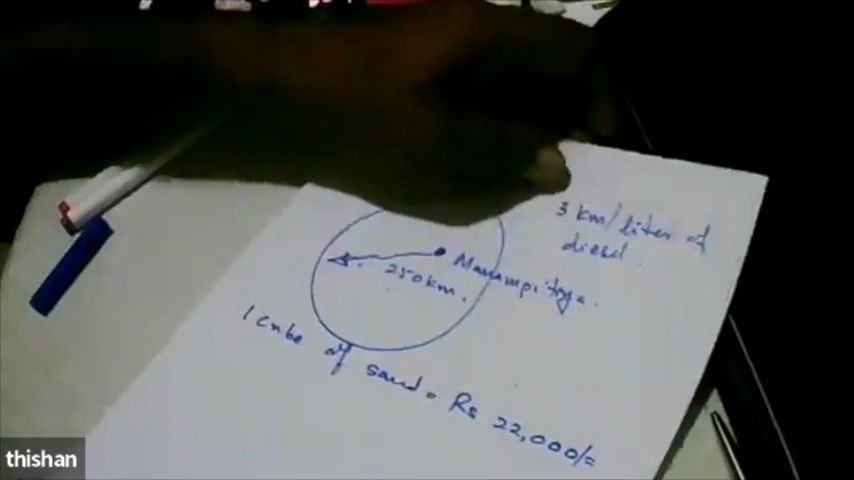 3 km/liter of
diesel
Manampitiya.
250km.
1 cube of sand = Rs 22,000/=
thishan